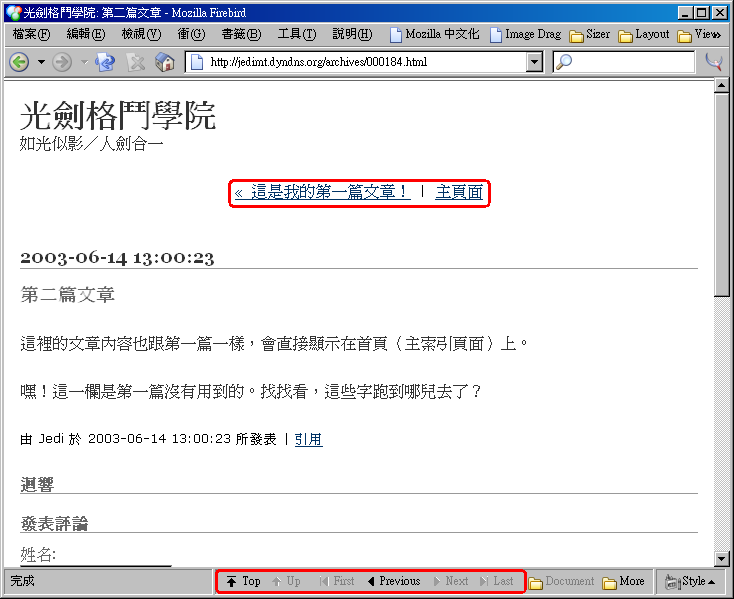 光劍格鬥學院: 第二篇文章 - Mozilla Firebird
檔案(F) 編輯(E) 檢視(V) 衝(G) 書籤(B) 工具(T) 說明(H) Mozilla 中文化 Image Drag Sizer Layout View
http://jedimt.dyndns.org/archives/000184.html
光劍格鬥學院
如光似影／人劍合一
« 這是我的第一篇文章！ | 主頁面
2003-06-14 13:00:23
第二篇文章
這裡的文章內容也跟第一篇一樣，會直接顯示在首頁（主索引頁面）上。
嘿！這一欄是第一篇沒有用到的。找找看，這些字跑到哪兒去了？
由 Jedi 於 2003-06-14 13:00:23 所發表 | 引用
迴響
發表評論
姓名:
完成 Top Up First Previous Next Last Document More Style